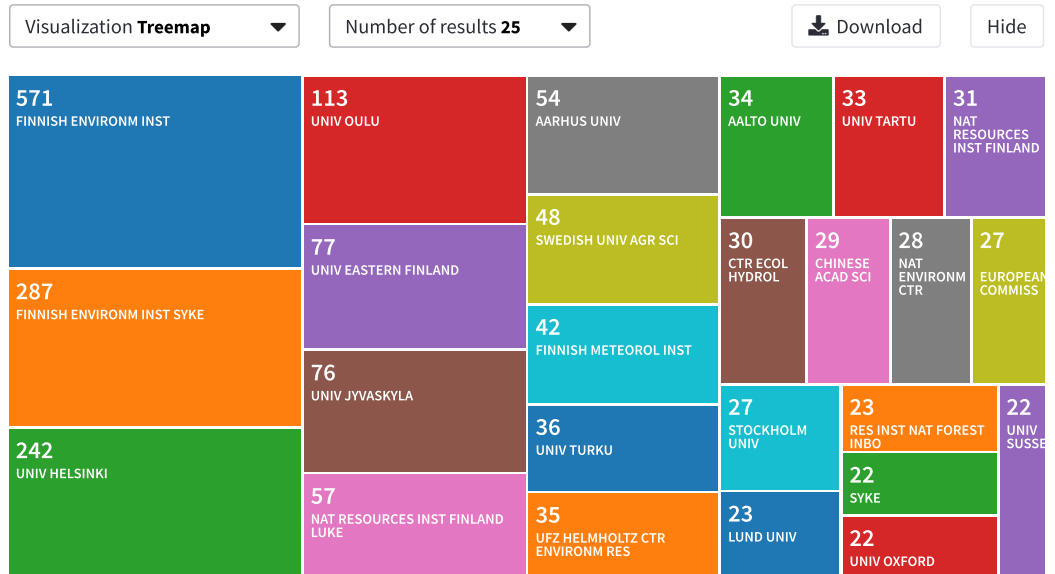 Visualization Treemap
Number of results 25
Download
Hide
571
FINNISH ENVIRONM INST
287
FINNISH ENVIRONM INST SYKE
242
UNIV HELSINKI
113
UNIV OULU
77
UNIV EASTERN FINLAND
76
UNIV JYVASKYLA
57
NAT RESOURCES INST FINLAND
LUKE
54
AARHUS UNIV
48
SWEDISH UNIV AGR SCI
42
FINNISH METEOROL INST
36
UNIV TURKU
35
UFZ HELMHOLTZ CTR
ENVIRONM RES
34
AALTO UNIV
33
UNIV TARTU
31
NAT
RESOURCES
INST FINLAND
30
CTR ECOL
HYDROL
29
CHINESE
ACAD SCI
28
NAT
ENVIRONM
CTR
27
EUROPEAN
COMMISS
27
STOCKHOLM
UNIV
23
LUND UNIV
23
RES INST NAT FOREST
INBO
22
SYKE
22
UNIV OXFORD
22
UNIV
SUSSE